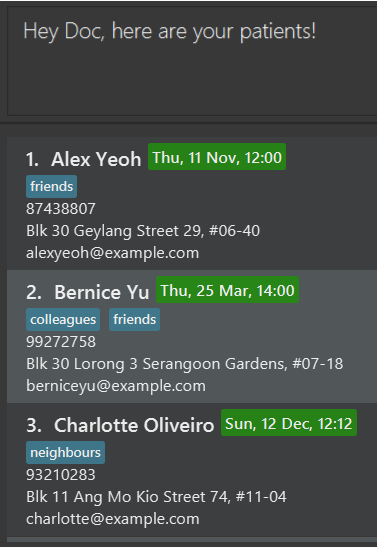 Hey Doc, here are your patients!
1. Alex Yeoh Thu, 11 Nov, 12:00
friends
87438807
Blk 30 Geylang Street 29, #06-40
alexyeoh@example.com
2. Bernice Yu Thu, 25 Mar, 14:00
colleagues friends
99272758
Blk 30 Lorong 3 Serangoon Gardens, #07-18
berniceyu@example.com
3. Charlotte Oliveiro Sun, 12 Dec, 12:12
neighbours
93210283
Blk 11 Ang Mo Kio Street 74, #11-04
charlotte@example.com